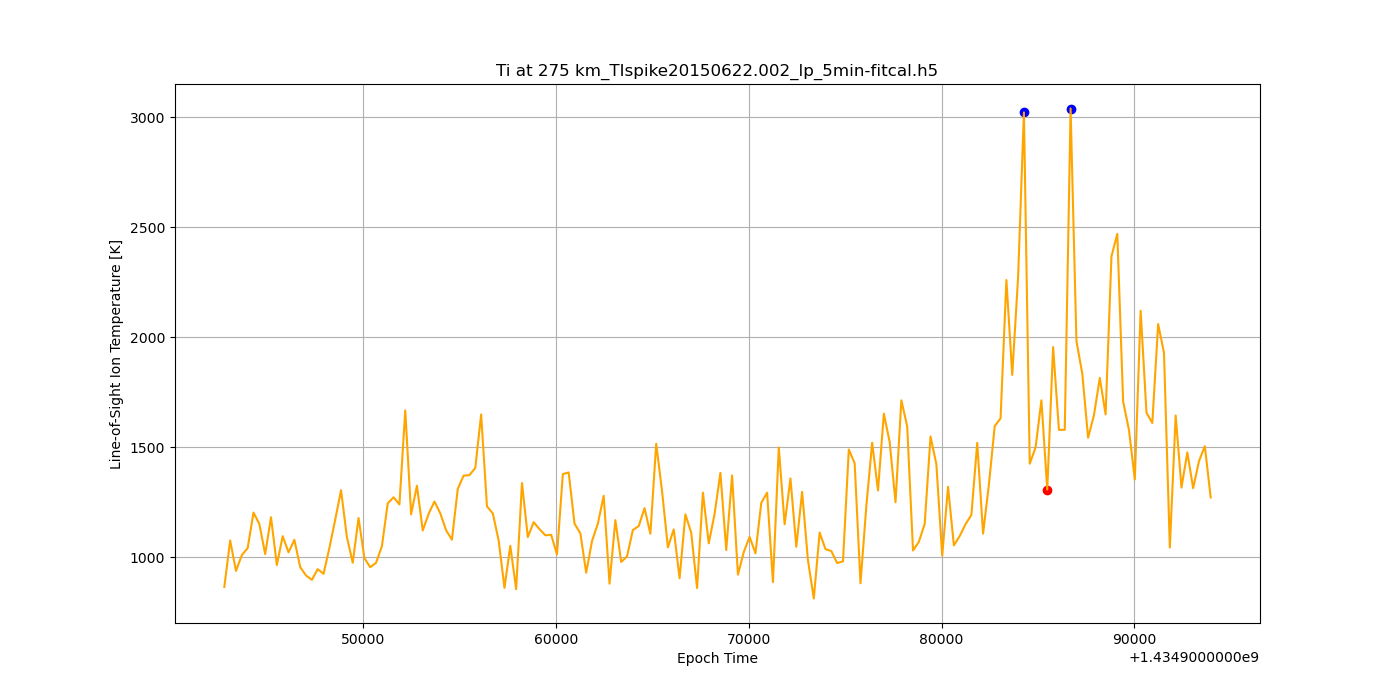 Ti at 275 km_TIspike20150622.002_lp_5min-fitcal.h5
Line-of-Sight Ion Temperature [K]
3000
2500
2000
1500
1000
50000 60000 70000 80000 90000
Epoch Time
+1.4349000000e9